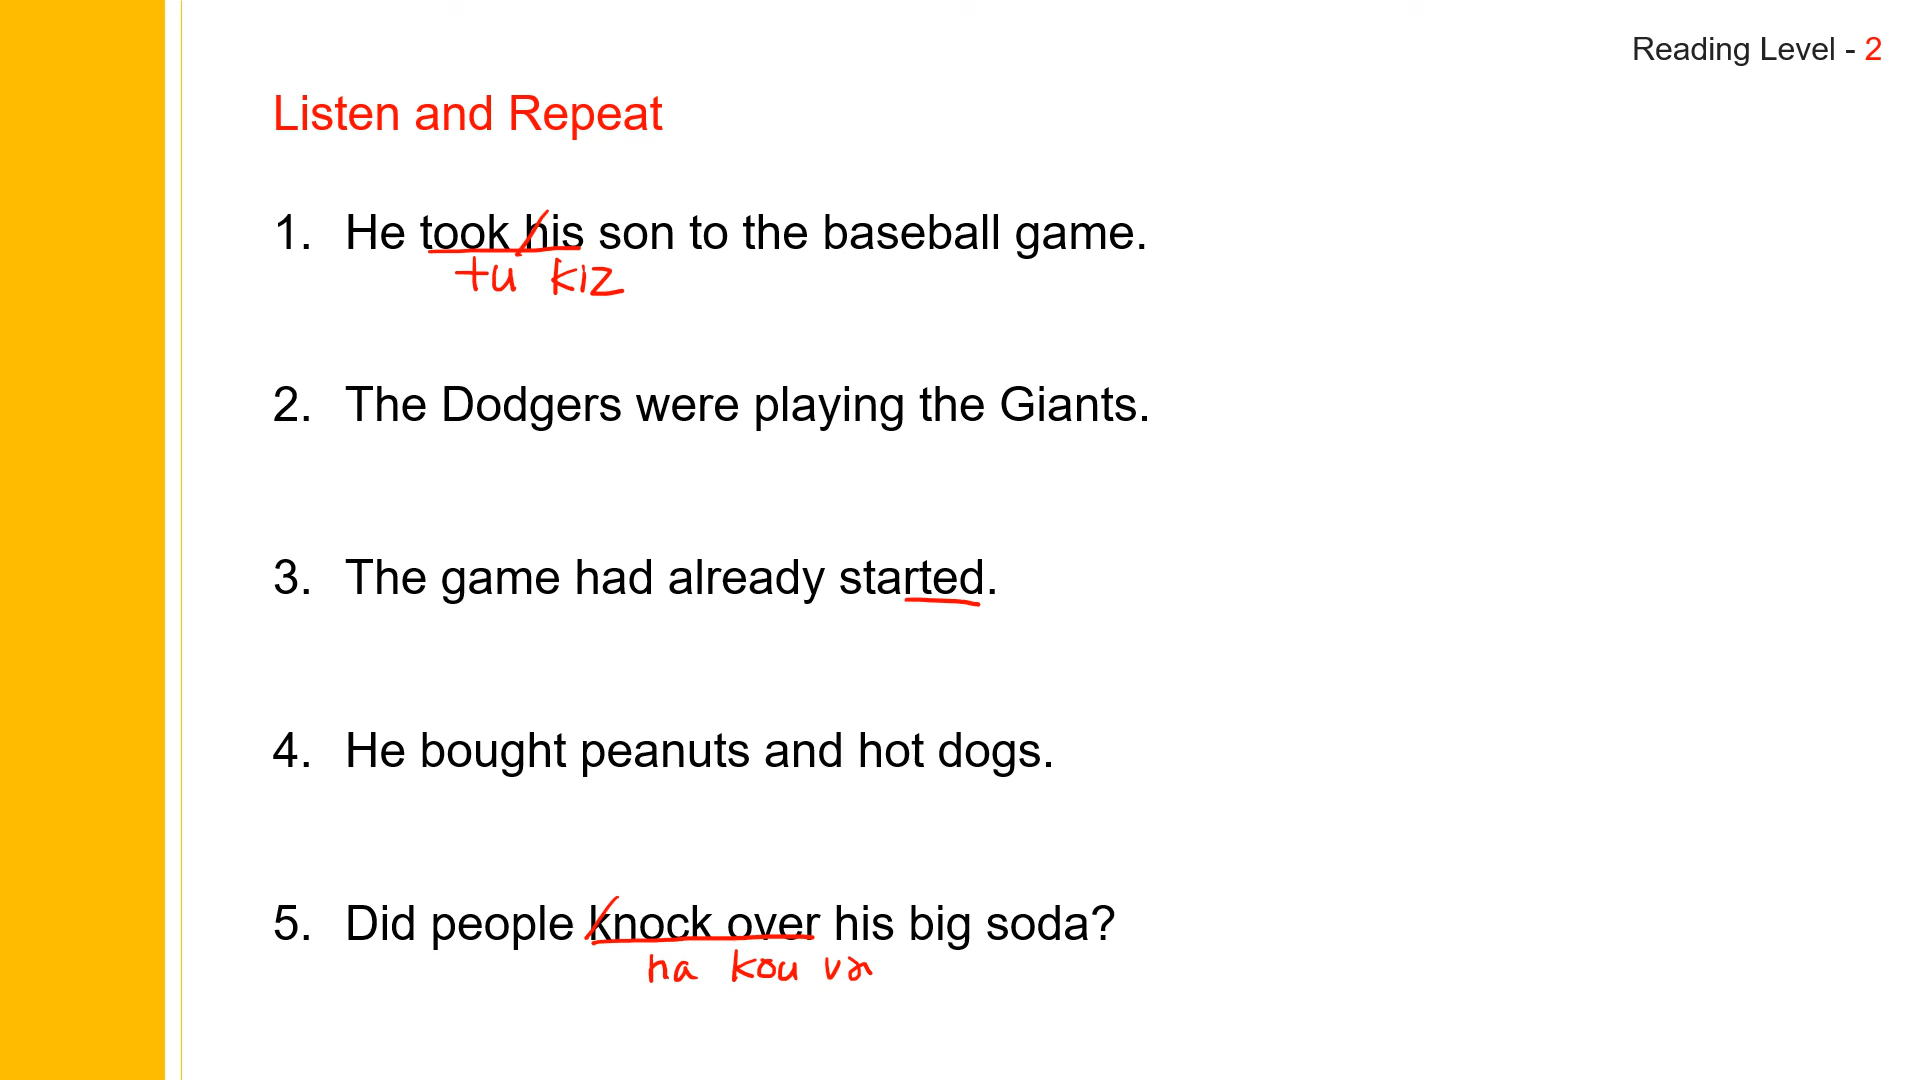 Reading Level - 2
Listen and Repeat
1. He took his son to the baseball game.
tu kiz
2. The Dodgers were playing the Giants.
3. The game had already started.
4. He bought peanuts and hot dogs.
5. Did people knock over his big soda?
na kou vɚ